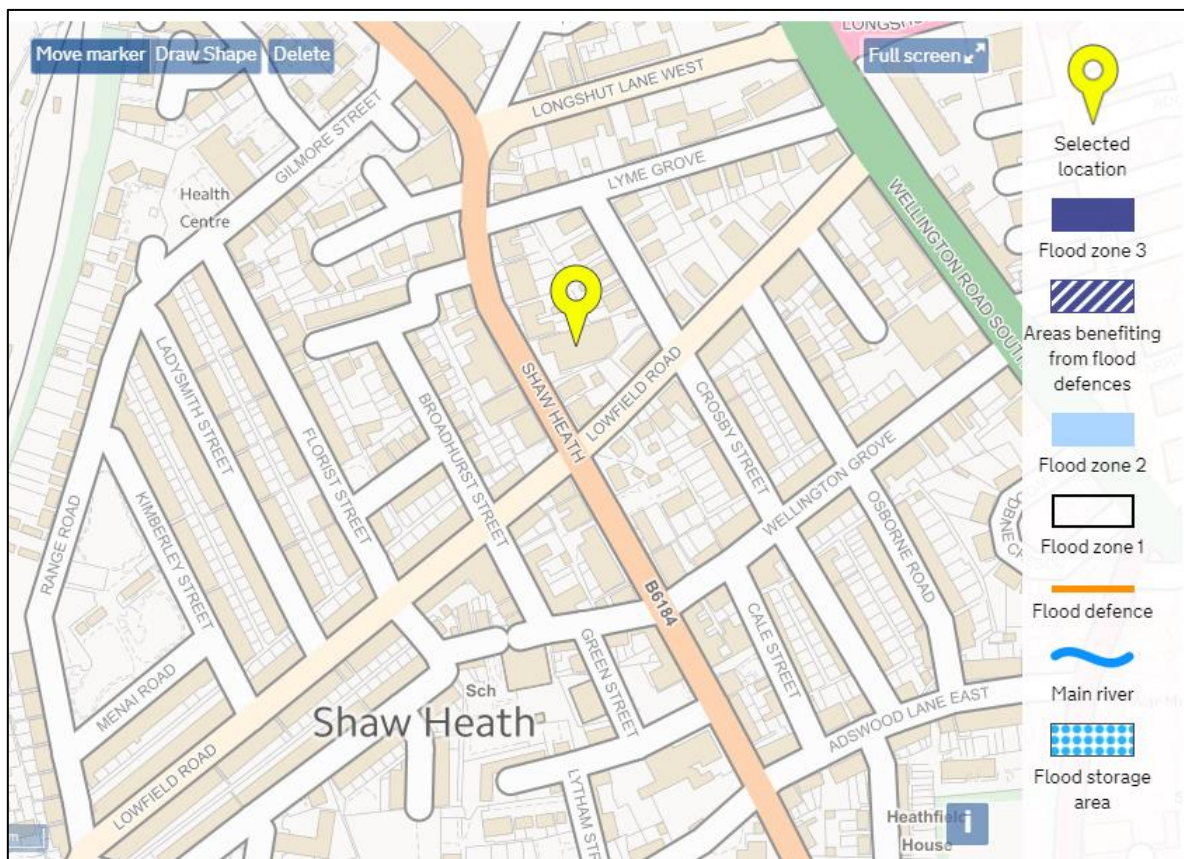 Move marker
Draw Shape
Delete
Full screen
LONGSHUT LANE WEST
GILMORE STREET
Health
Centre
LYME GROVE
WELLINGTON ROAD SOUTH
SHAW HEATH
LOWFIELD ROAD
LADYSMITH STREET
FLORIST STREET
BROADHURST STREET
CROSBY STREET
WELLINGTON GROVE
OSBORNE ROAD
RANGE ROAD
KIMBERLEY STREET
B6184
CALE STREET
GREEN STREET
MENAI ROAD
Sch
Shaw Heath
ADSWOOD LANE EAST
LOWFIELD ROAD
LYTHAM STR
Heathfield
House
i
Selected
location
Flood zone 3
Areas benefiting
from flood
defences
Flood zone 2
Flood zone 1
Flood defence
Main river
Flood storage
area